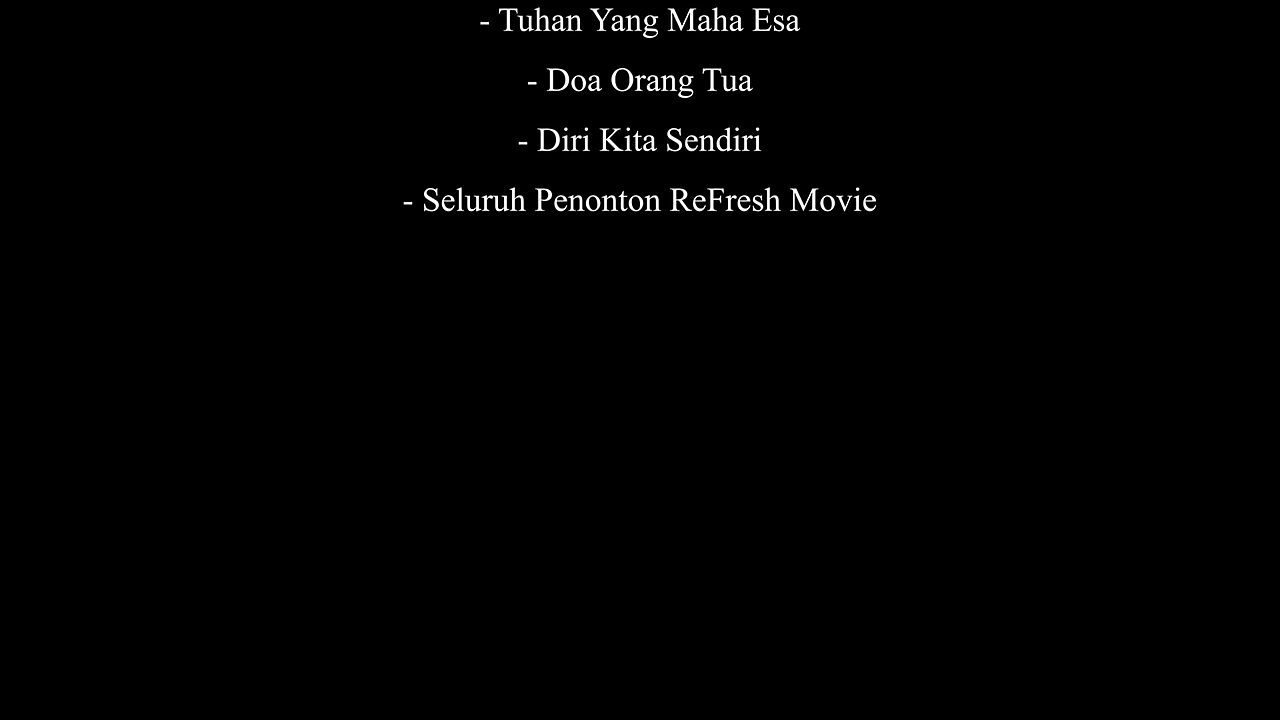 - Tuhan Yang Maha Esa
- Doa Orang Tua
- Diri Kita Sendiri
- Seluruh Penonton ReFresh Movie